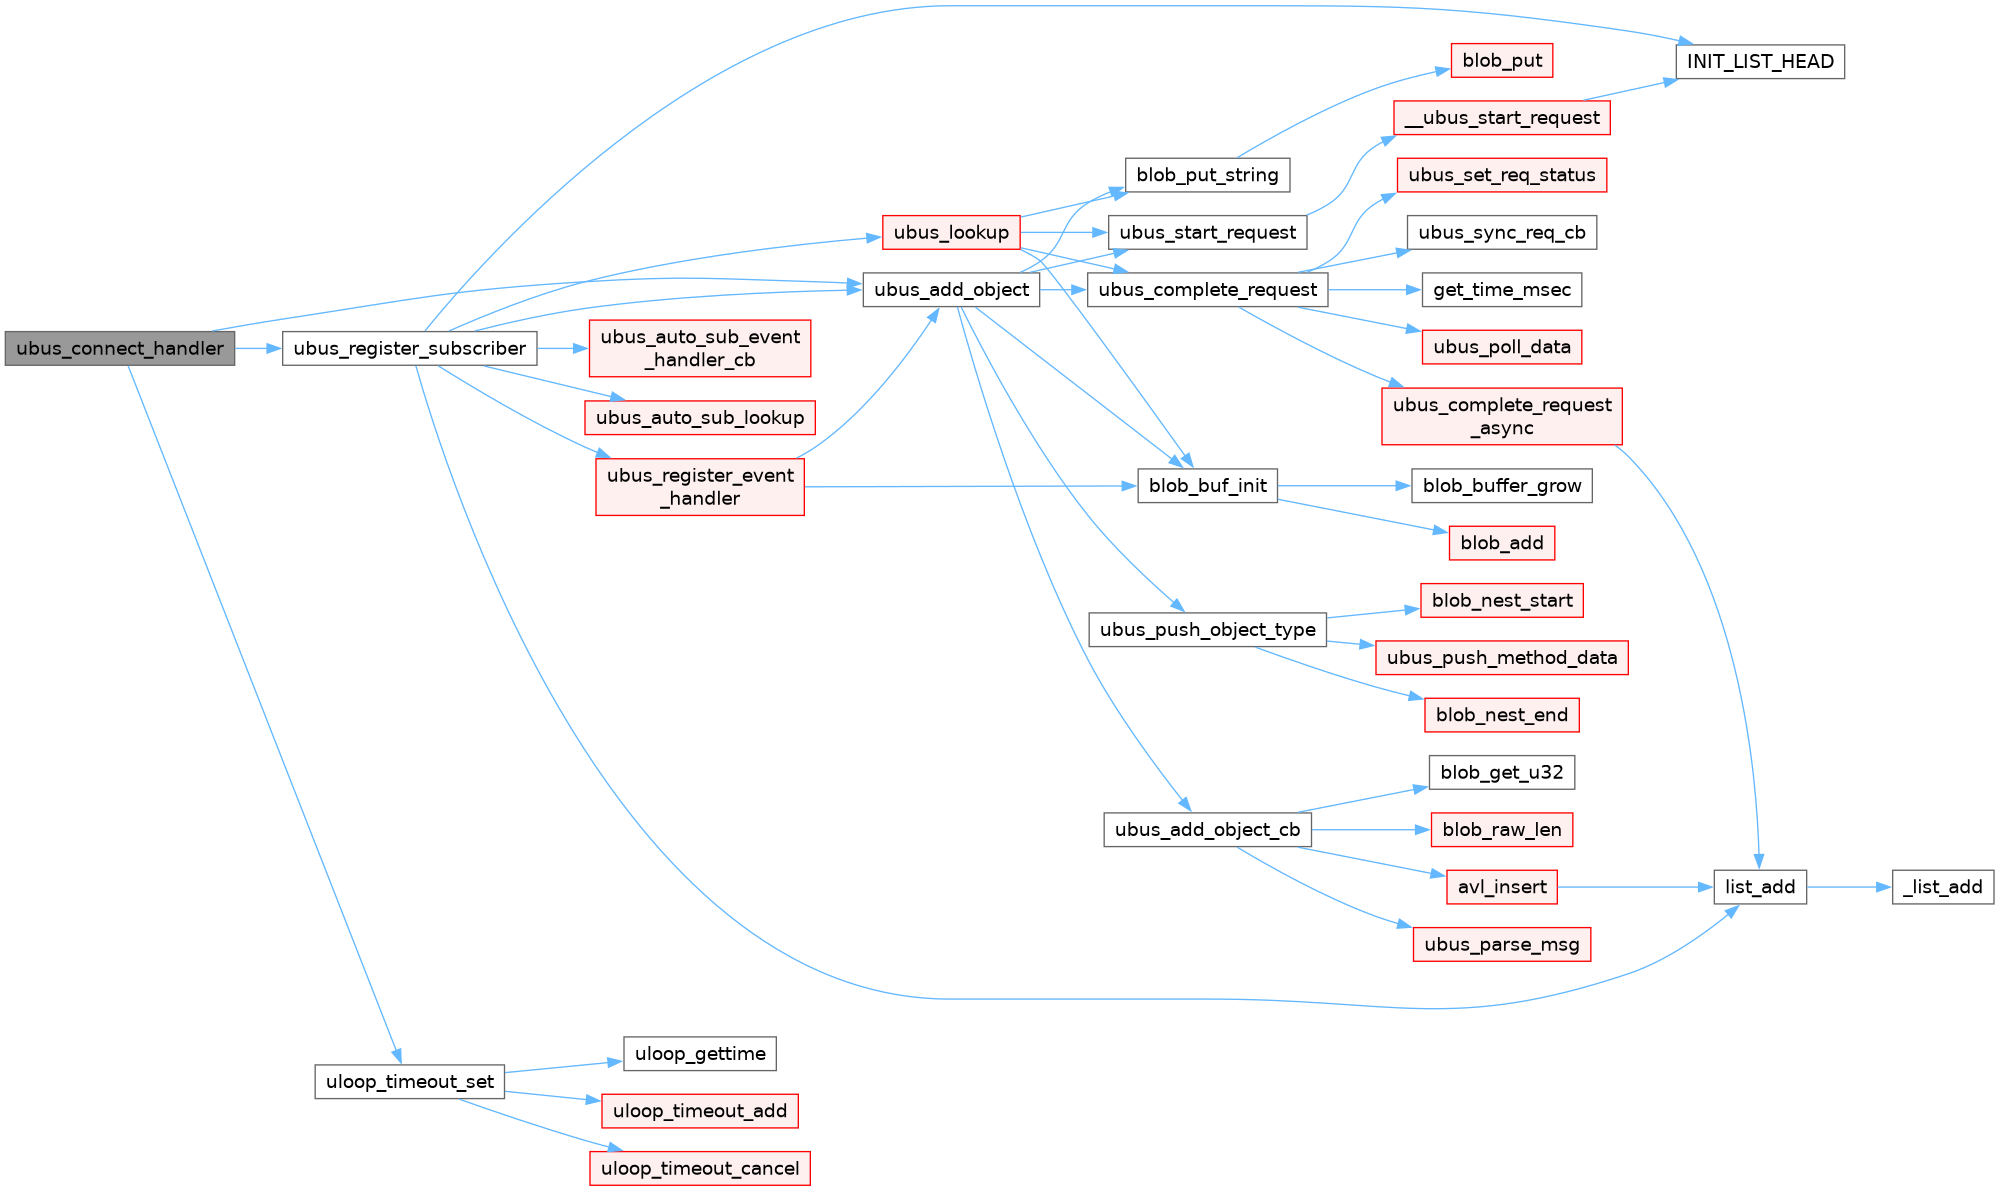 ubus_connect_handler
ubus_register_subscriber
uloop_timeout_set
ubus_auto_sub_event
_handler_cb
ubus_auto_sub_lookup
ubus_register_event
_handler
uloop_gettime
uloop_timeout_add
uloop_timeout_cancel
ubus_lookup
ubus_add_object
blob_put_string
ubus_start_request
ubus_complete_request
blob_buf_init
ubus_push_object_type
ubus_add_object_cb
blob_put
__ubus_start_request
ubus_set_req_status
ubus_sync_req_cb
get_time_msec
ubus_poll_data
ubus_complete_request
_async
blob_buffer_grow
blob_add
blob_nest_start
ubus_push_method_data
blob_nest_end
blob_get_u32
blob_raw_len
avl_insert
ubus_parse_msg
INIT_LIST_HEAD
list_add
_list_add